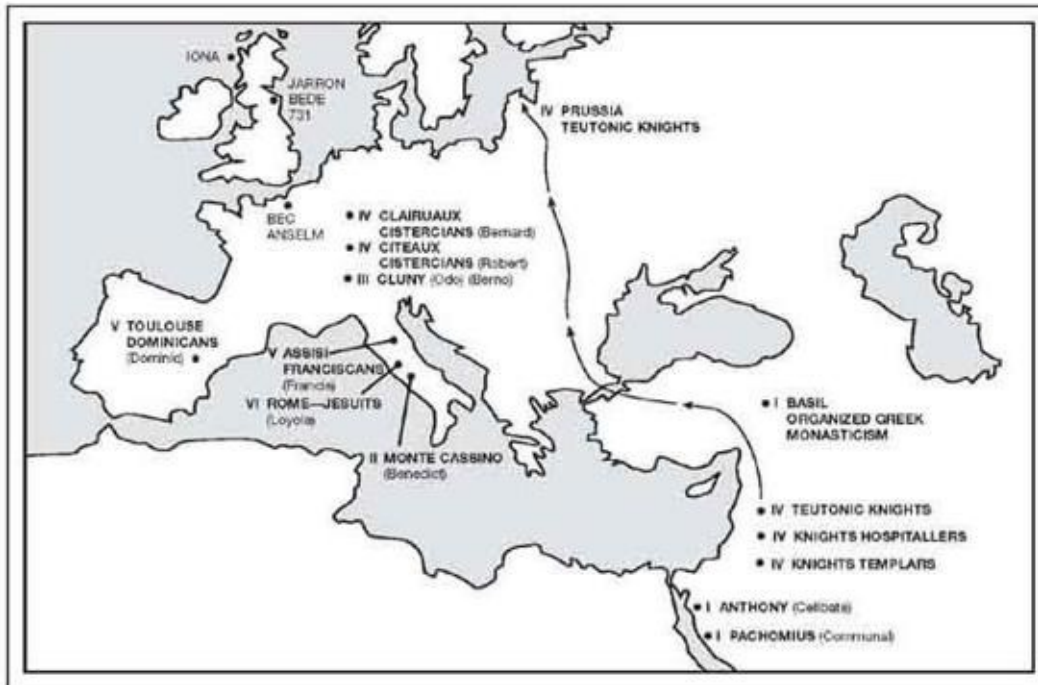 IONA
JARRON
BEDE
731
IV PRUSSIA
TEUTONIC KNIGHTS
BEC
ANSELM
IV CLAIRUAUX
CISTERCIANS (Bernard)
IV CITEAUX
CISTERCIANS (Robert)
III CLUNY (Odo) (Berno)
V TOULOUSE
DOMINICANS
(Dominic)
V ASSISI
FRANCISCANS
(Francis)
VI ROME—JESUITS
(Loyola)
II MONTE CASSINO
(Benedict)
I BASIL
ORGANIZED GREEK
MONASTICISM
IV TEUTONIC KNIGHTS
IV KNIGHTS HOSPITALLERS
IV KNIGHTS TEMPLARS
I ANTHONY (Celibate)
I PACHOMIUS (Communal)